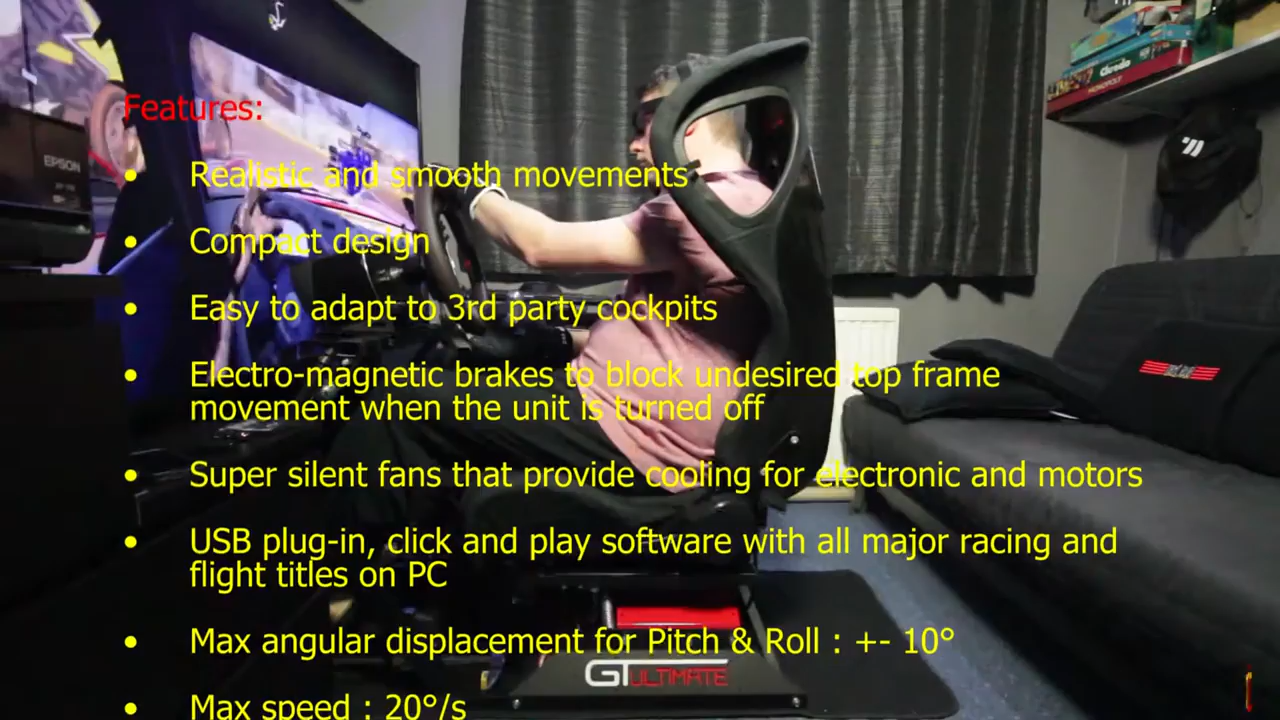 Features:
• Realistic and smooth movements
• Compact design
• Easy to adapt to 3rd party cockpits
• Electro-magnetic brakes to block undesired top frame
movement when the unit is turned off
• Super silent fans that provide cooling for electronic and motors
• USB plug-in, click and play software with all major racing and
flight titles on PC
• Max angular displacement for Pitch & Roll : +- 10°
• Max speed : 20°/s
EPSON
Cluedo
MONOPOLY
GT ULTIMATE